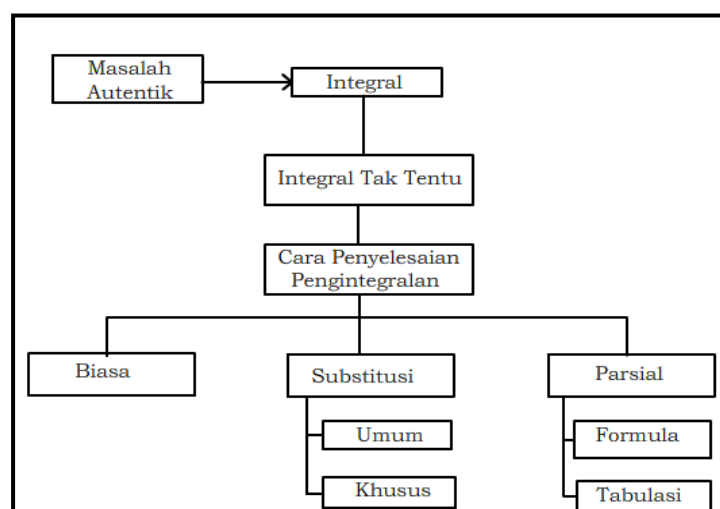 Masalah
Autentik
Integral
Integral Tak Tentu
Cara Penyelesaian
Pengintegralan
Biasa
Substitusi
Parsial
Umum
Formula
Khusus
Tabulasi